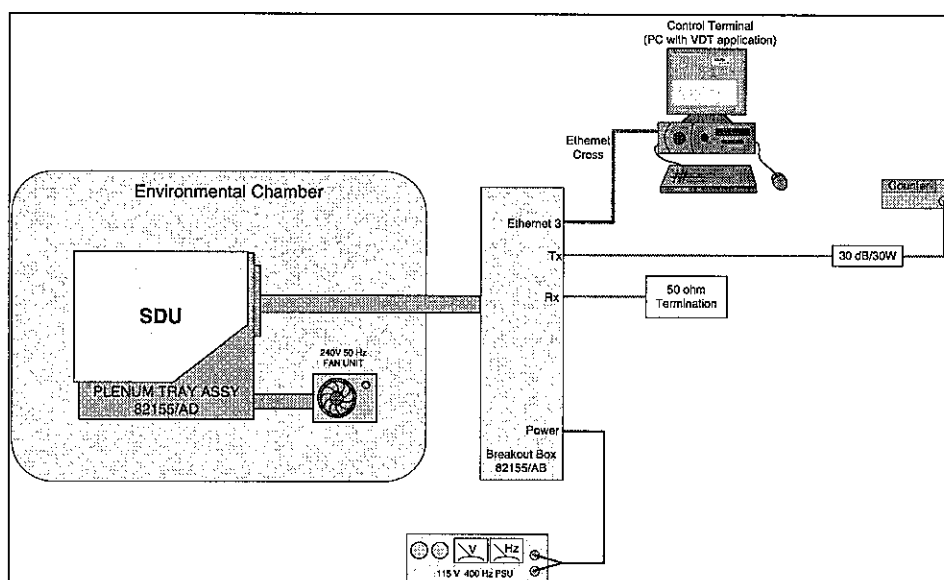 Control Terminal
(PC with VDT application)
Ethernet
Cross
Environmental Chamber
Counter
Ethernet 3
Tx
30 dB/30W
Rx
50 ohm
Termination
SDU
240V 50 Hz
FAN UNIT
PLENUM TRAY ASSY
82155/AD
Power
Breakout Box
82155/AB
V
Hz
115 V 400 Hz PSU